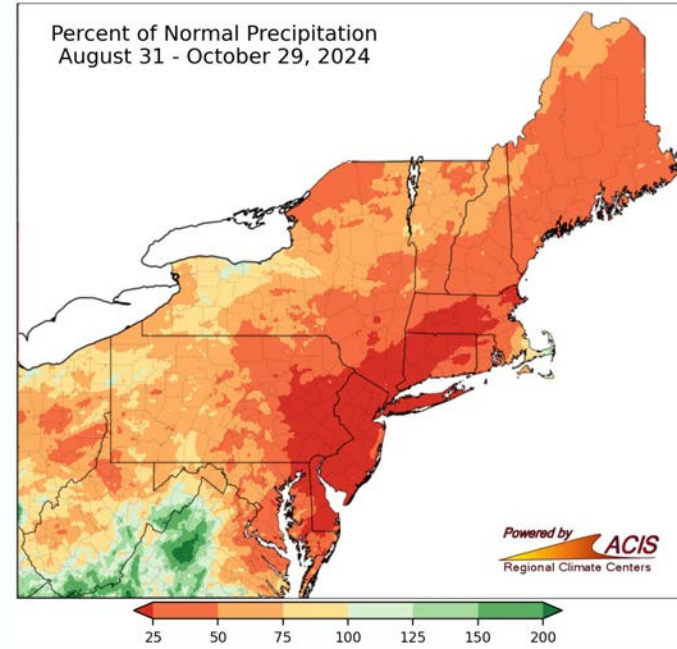 Percent of Normal Precipitation
August 31 - October 29, 2024
Powered by
ACIS
Regional Climate Centers
25 50 75 100 125 150 200